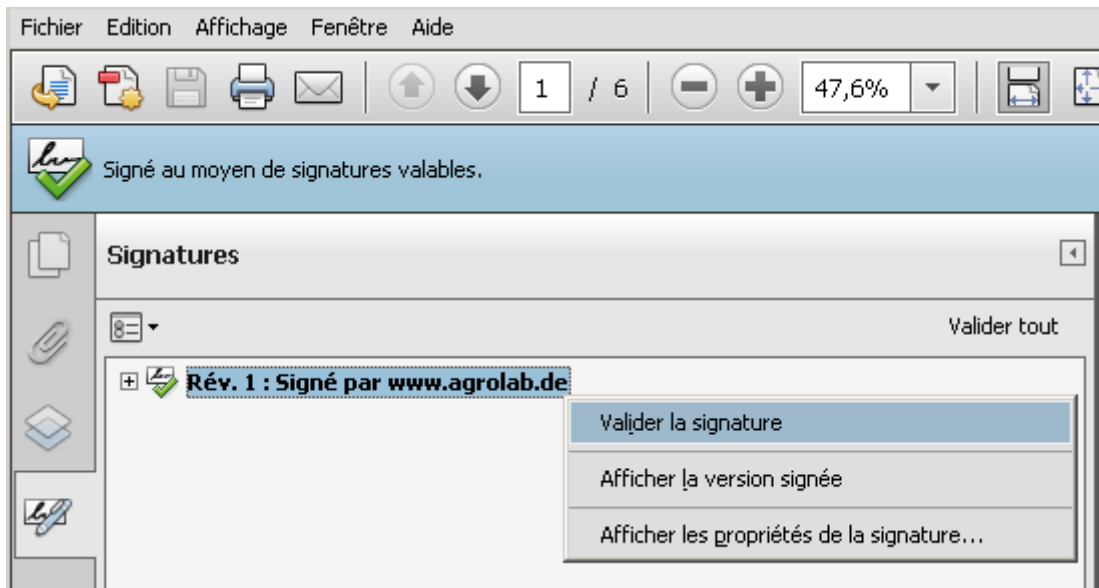 Fichier Edition Affichage Fenêtre Aide
1 / 6 47,6%
Signé au moyen de signatures valables.
Signatures
Valider tout
Rév. 1 : Signé par www.agrolab.de
Valider la signature
Afficher la version signée
Afficher les propriétés de la signature...